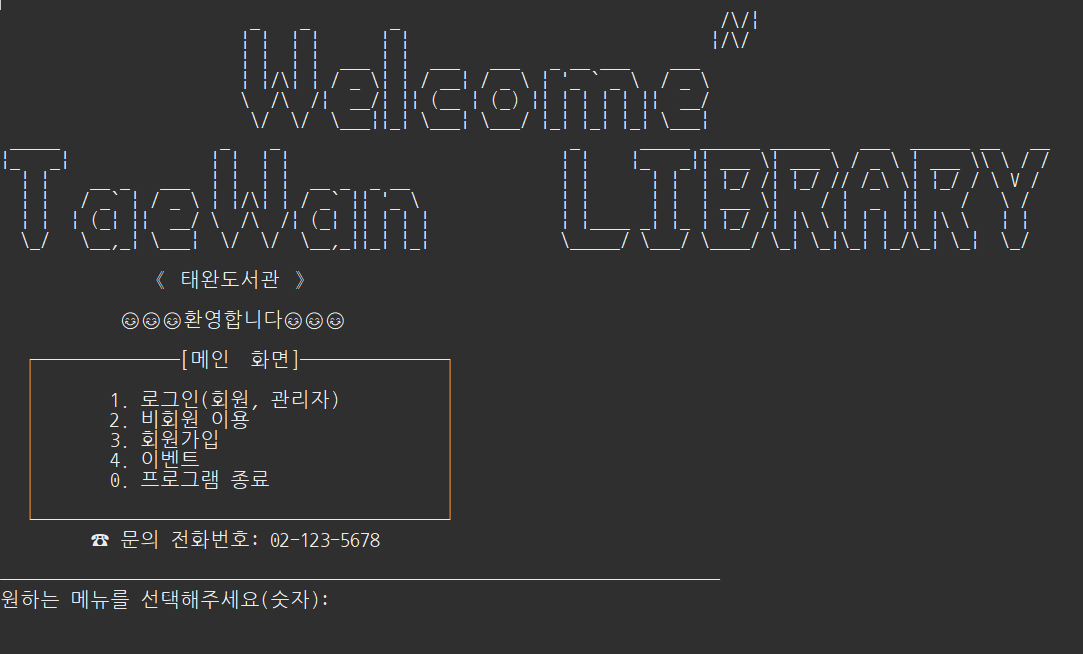 Welcome
TaeWan LIBRARY
《 태완도서관 》
😊😊😊환영합니다😊😊😊
[메인 화면]
1. 로그인(회원, 관리자)
2. 비회원 이용
3. 회원가입
4. 이벤트
0. 프로그램 종료
☎ 문의 전화번호: 02-123-5678
원하는 메뉴를 선택해주세요(숫자):